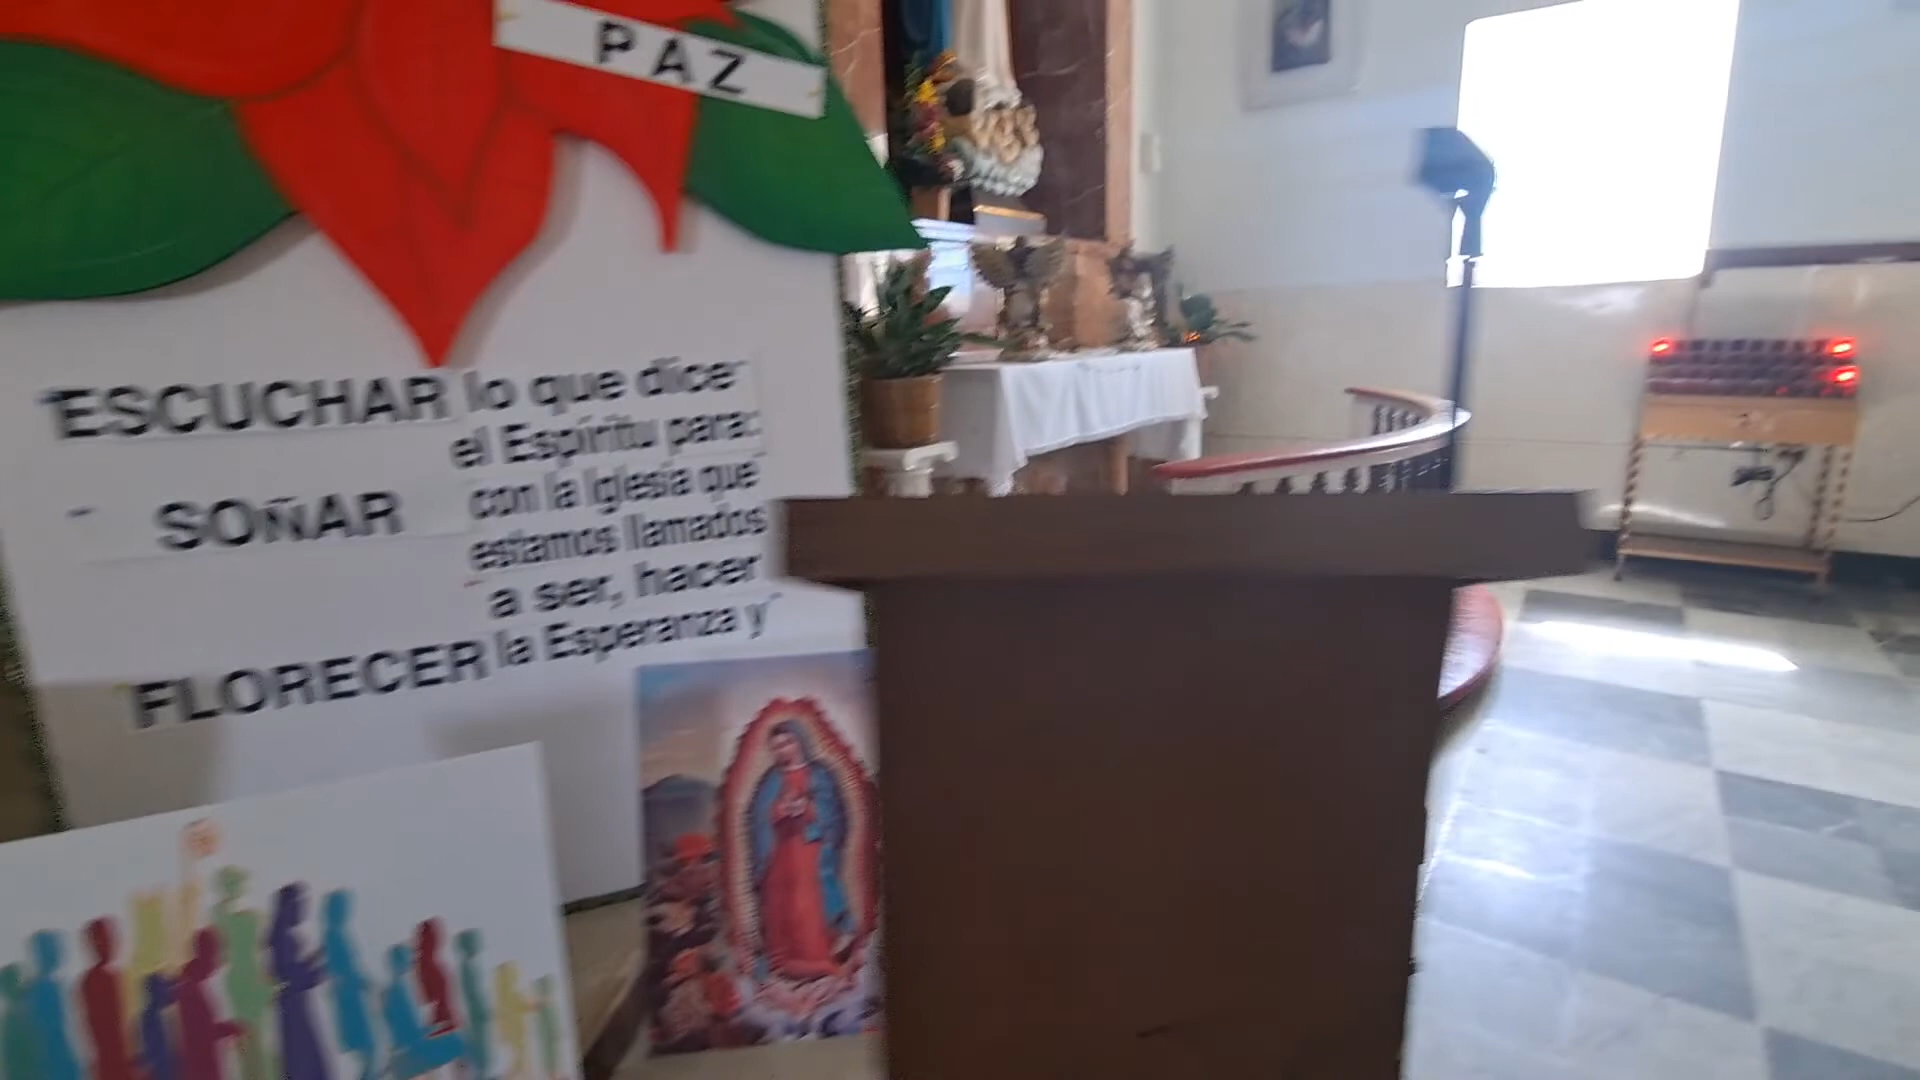 PAZ
ESCUCHAR lo que dice
el Espíritu para:
- SOÑAR con la Iglesia que
estamos llamados
a ser, hacer
FLORECER la Esperanza y